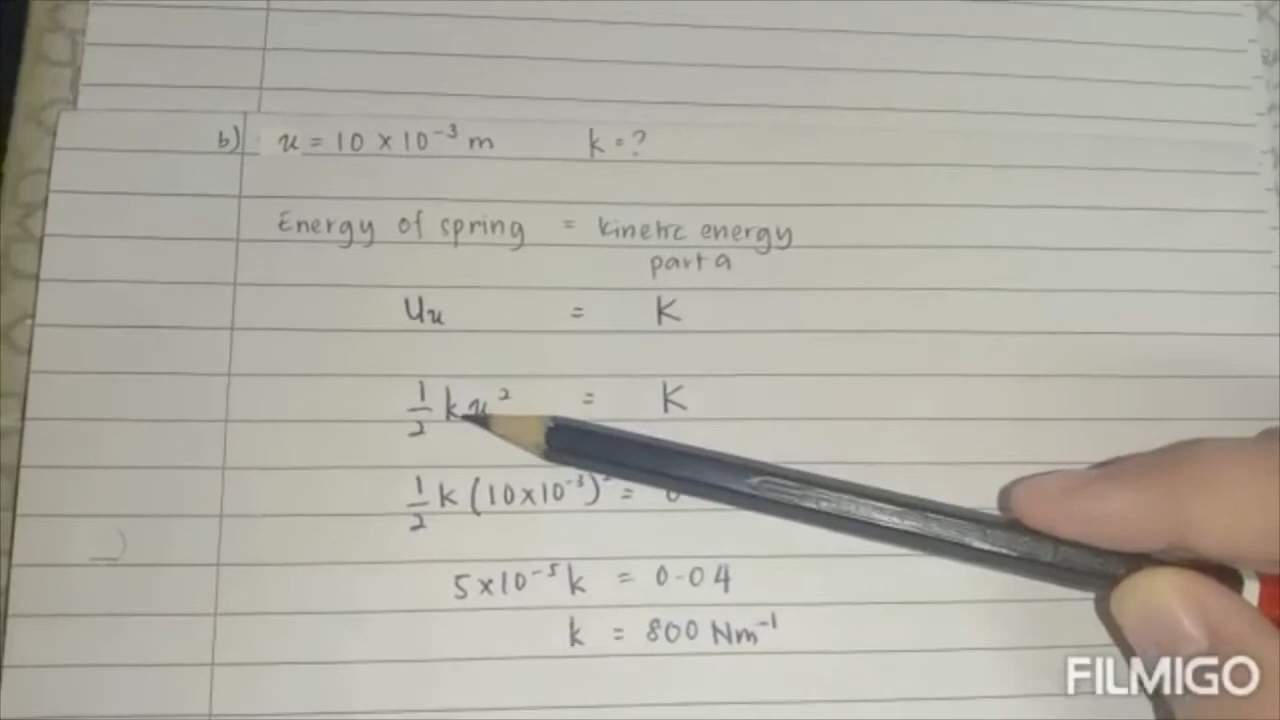 b) x = 10 × 10⁻³ m k = ?
Energy of spring = kinetic energy
part a
Ux = K
1/2 kx² = K
1/2 k (10×10⁻³)² = 0
5×10⁻⁵ k = 0.04
k = 800 Nm⁻¹
FILMIGO